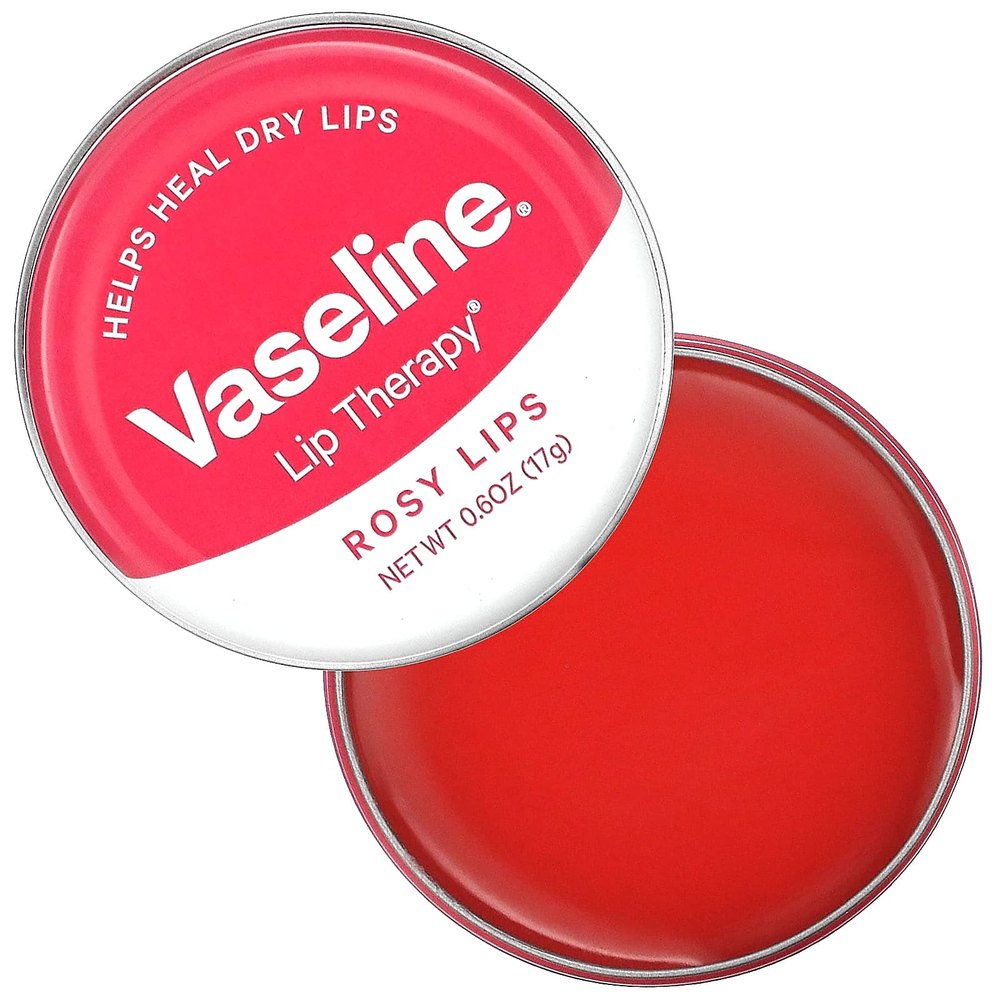 HELPS HEAL DRY LIPS
Vaseline®
Lip Therapy®
ROSY LIPS
NET WT 0.6OZ (17g)